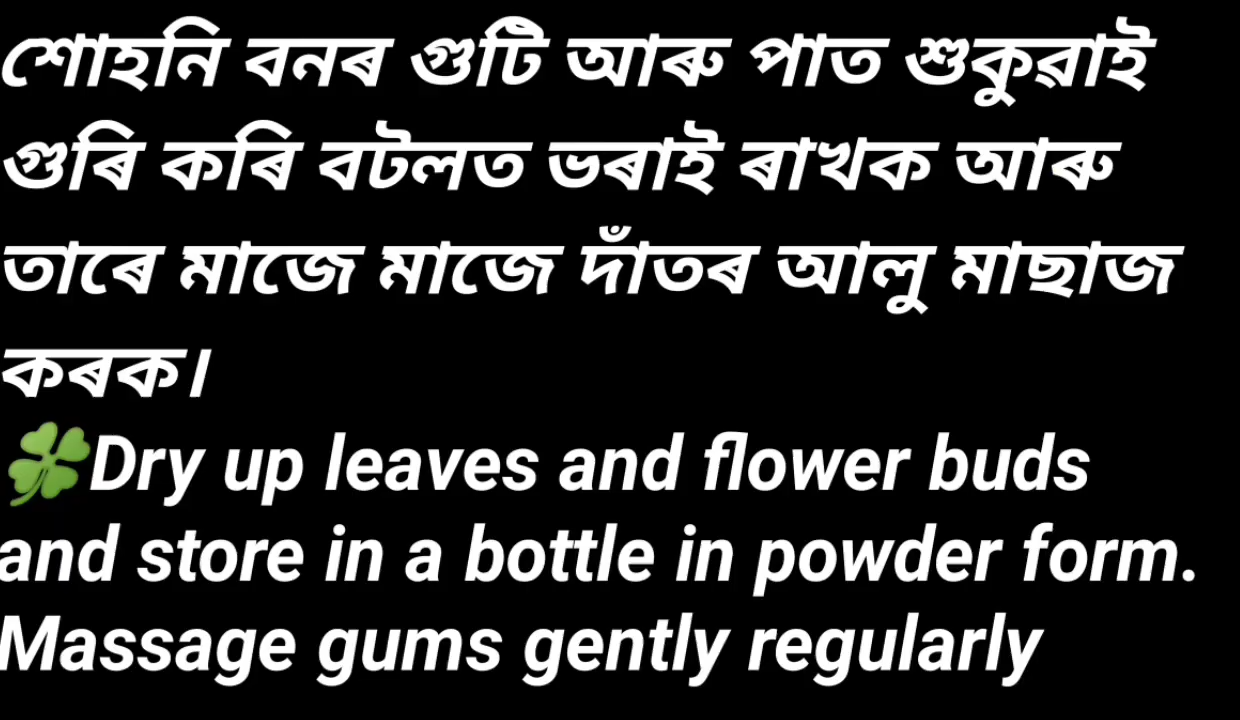 শোহনি বনৰ গুটি আৰু পাত শুকুৱাই
গুৰি কৰি বটলত ভৰাই ৰাখক আৰু
তাৰে মাজে মাজে দাঁতৰ আলু মাছাজ
কৰক।
🍀Dry up leaves and flower buds
and store in a bottle in powder form.
Massage gums gently regularly